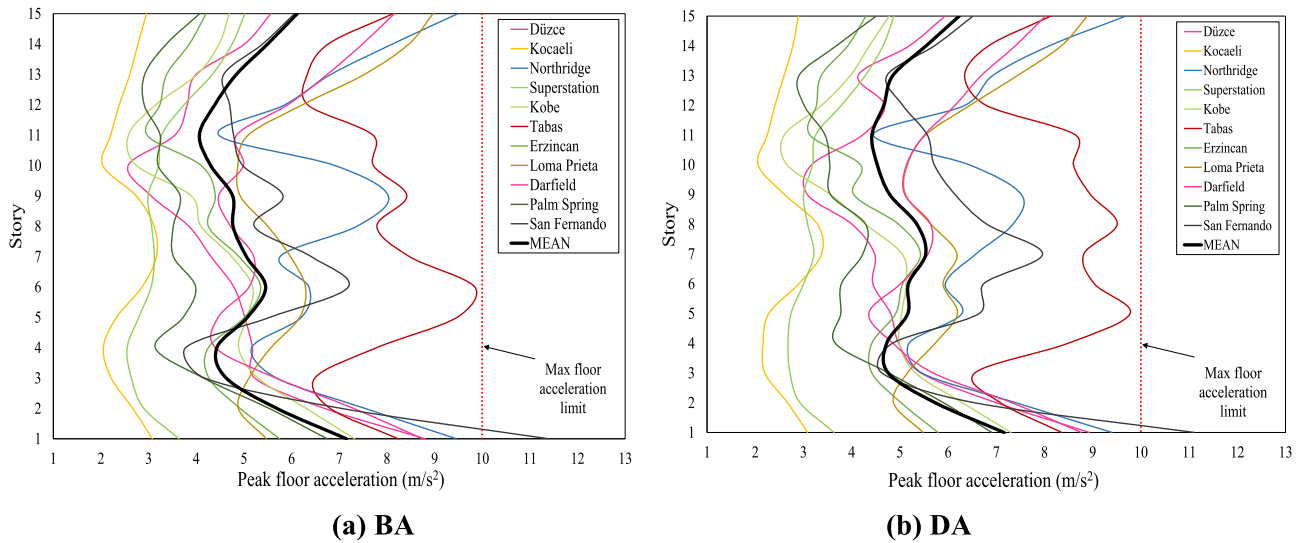 15
14
13
12
11
10
9
8
7
6
5
4
3
2
1
Story
1 2 3 4 5 6 7 8 9 10 11 12 13
Peak floor acceleration (m/s²)
Düzce
Kocaeli
Northridge
Superstation
Kobe
Tabas
Erzincan
Loma Prieta
Darfield
Palm Spring
San Fernando
MEAN
Max floor
acceleration
limit
(a) BA
15
14
13
12
11
10
9
8
7
6
5
4
3
2
1
Story
1 2 3 4 5 6 7 8 9 10 11 12 13
Peak floor acceleration (m/s²)
Düzce
Kocaeli
Northridge
Superstation
Kobe
Tabas
Erzincan
Loma Prieta
Darfield
Palm Spring
San Fernando
MEAN
Max floor
acceleration
limit
(b) DA